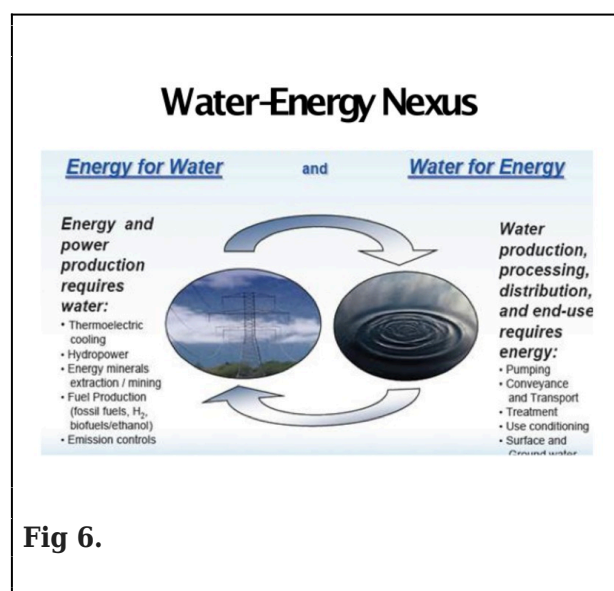 Water-Energy Nexus
Energy for Water and Water for Energy
Energy and
power
production
requires
water:
• Thermoelectric
cooling
• Hydropower
• Energy minerals
extraction / mining
• Fuel Production
(fossil fuels, H₂,
biofuels/ethanol)
• Emission controls
Water
production,
processing,
distribution,
and end-use
requires
energy:
• Pumping
• Conveyance
and Transport
• Treatment
• Use conditioning
• Surface and
Ground water
Fig 6.